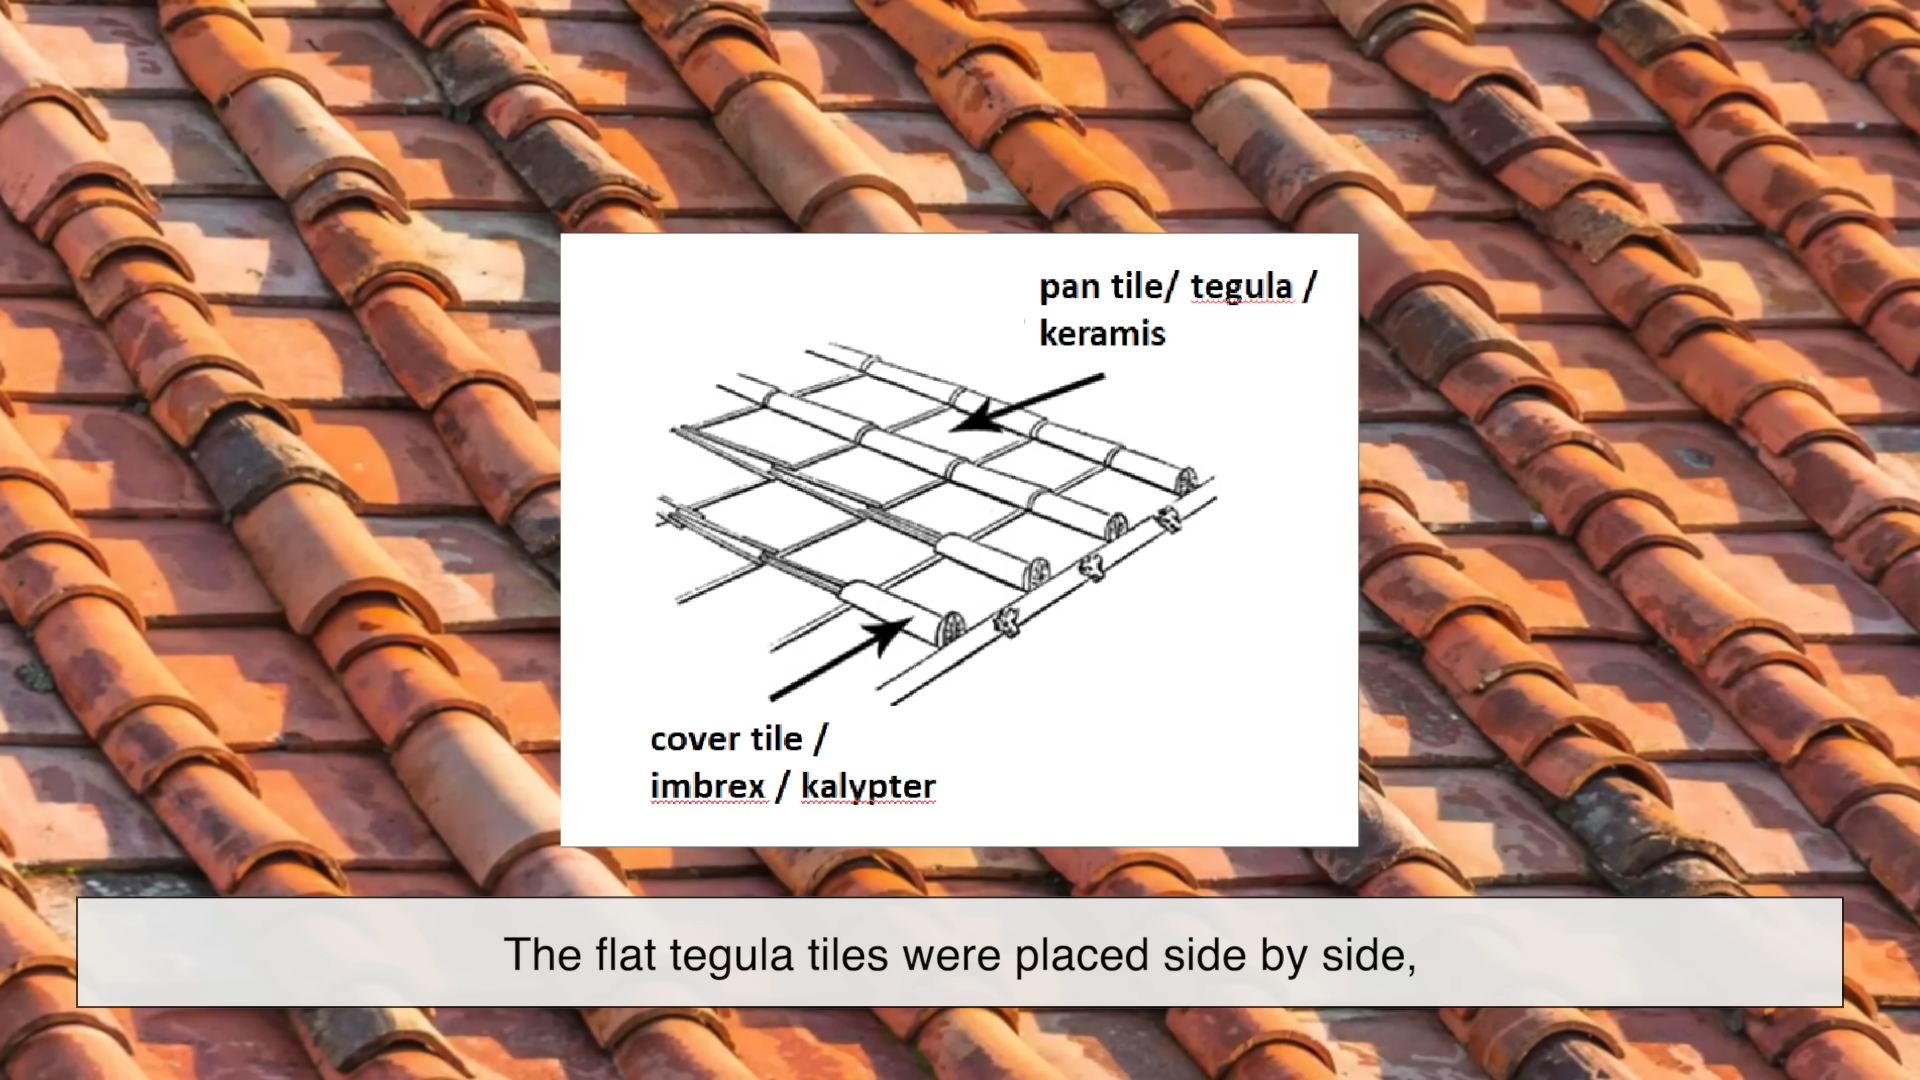 pan tile/ tegula /
keramis
cover tile /
imbrex / kalypter
The flat tegula tiles were placed side by side,